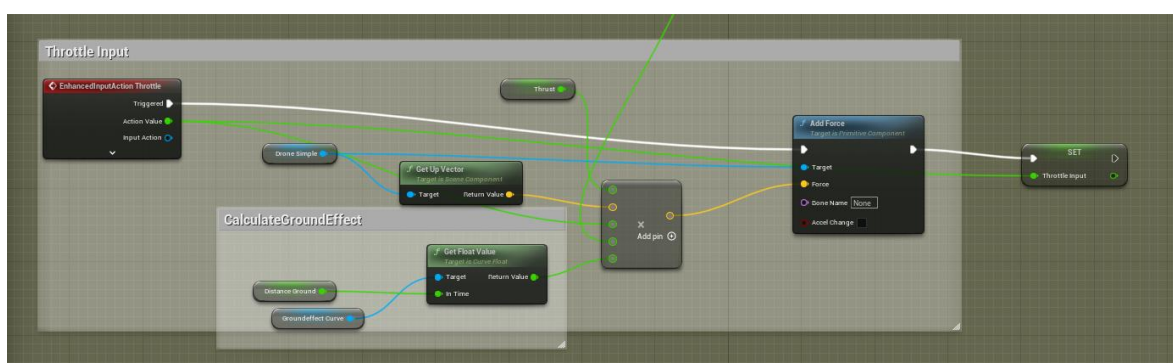 Throttle Input
EnhancedInputAction Throttle
Triggered
Action Value
Input Action
Thrust
Drone Simple
Get Up Vector
Target is Scene Component
Target
Return Value
X
Add pin
Add Force
Target is Primitive Component
Target
Force
Bone Name None
Accel Change
SET
Throttle Input
CalculateGroundEffect
Get Float Value
Target is Curve Float
Target
Return Value
In Time
Distance Ground
Groundeffect Curve